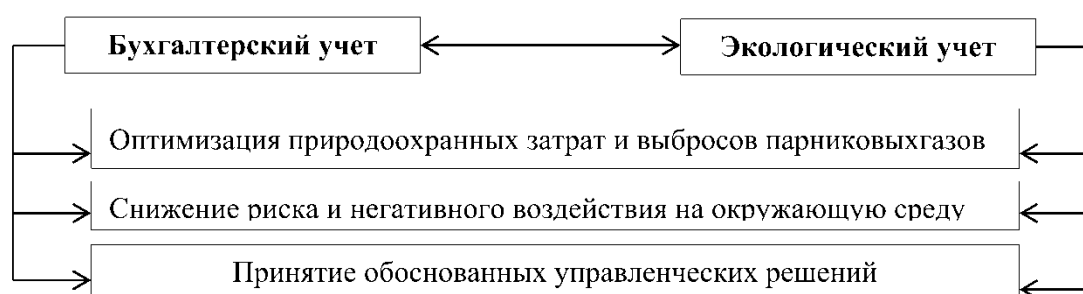 Бухгалтерский учет
Экологический учет
Оптимизация природоохранных затрат и выбросов парниковыхгазов
Снижение риска и негативного воздействия на окружающую среду
Принятие обоснованных управленческих решений